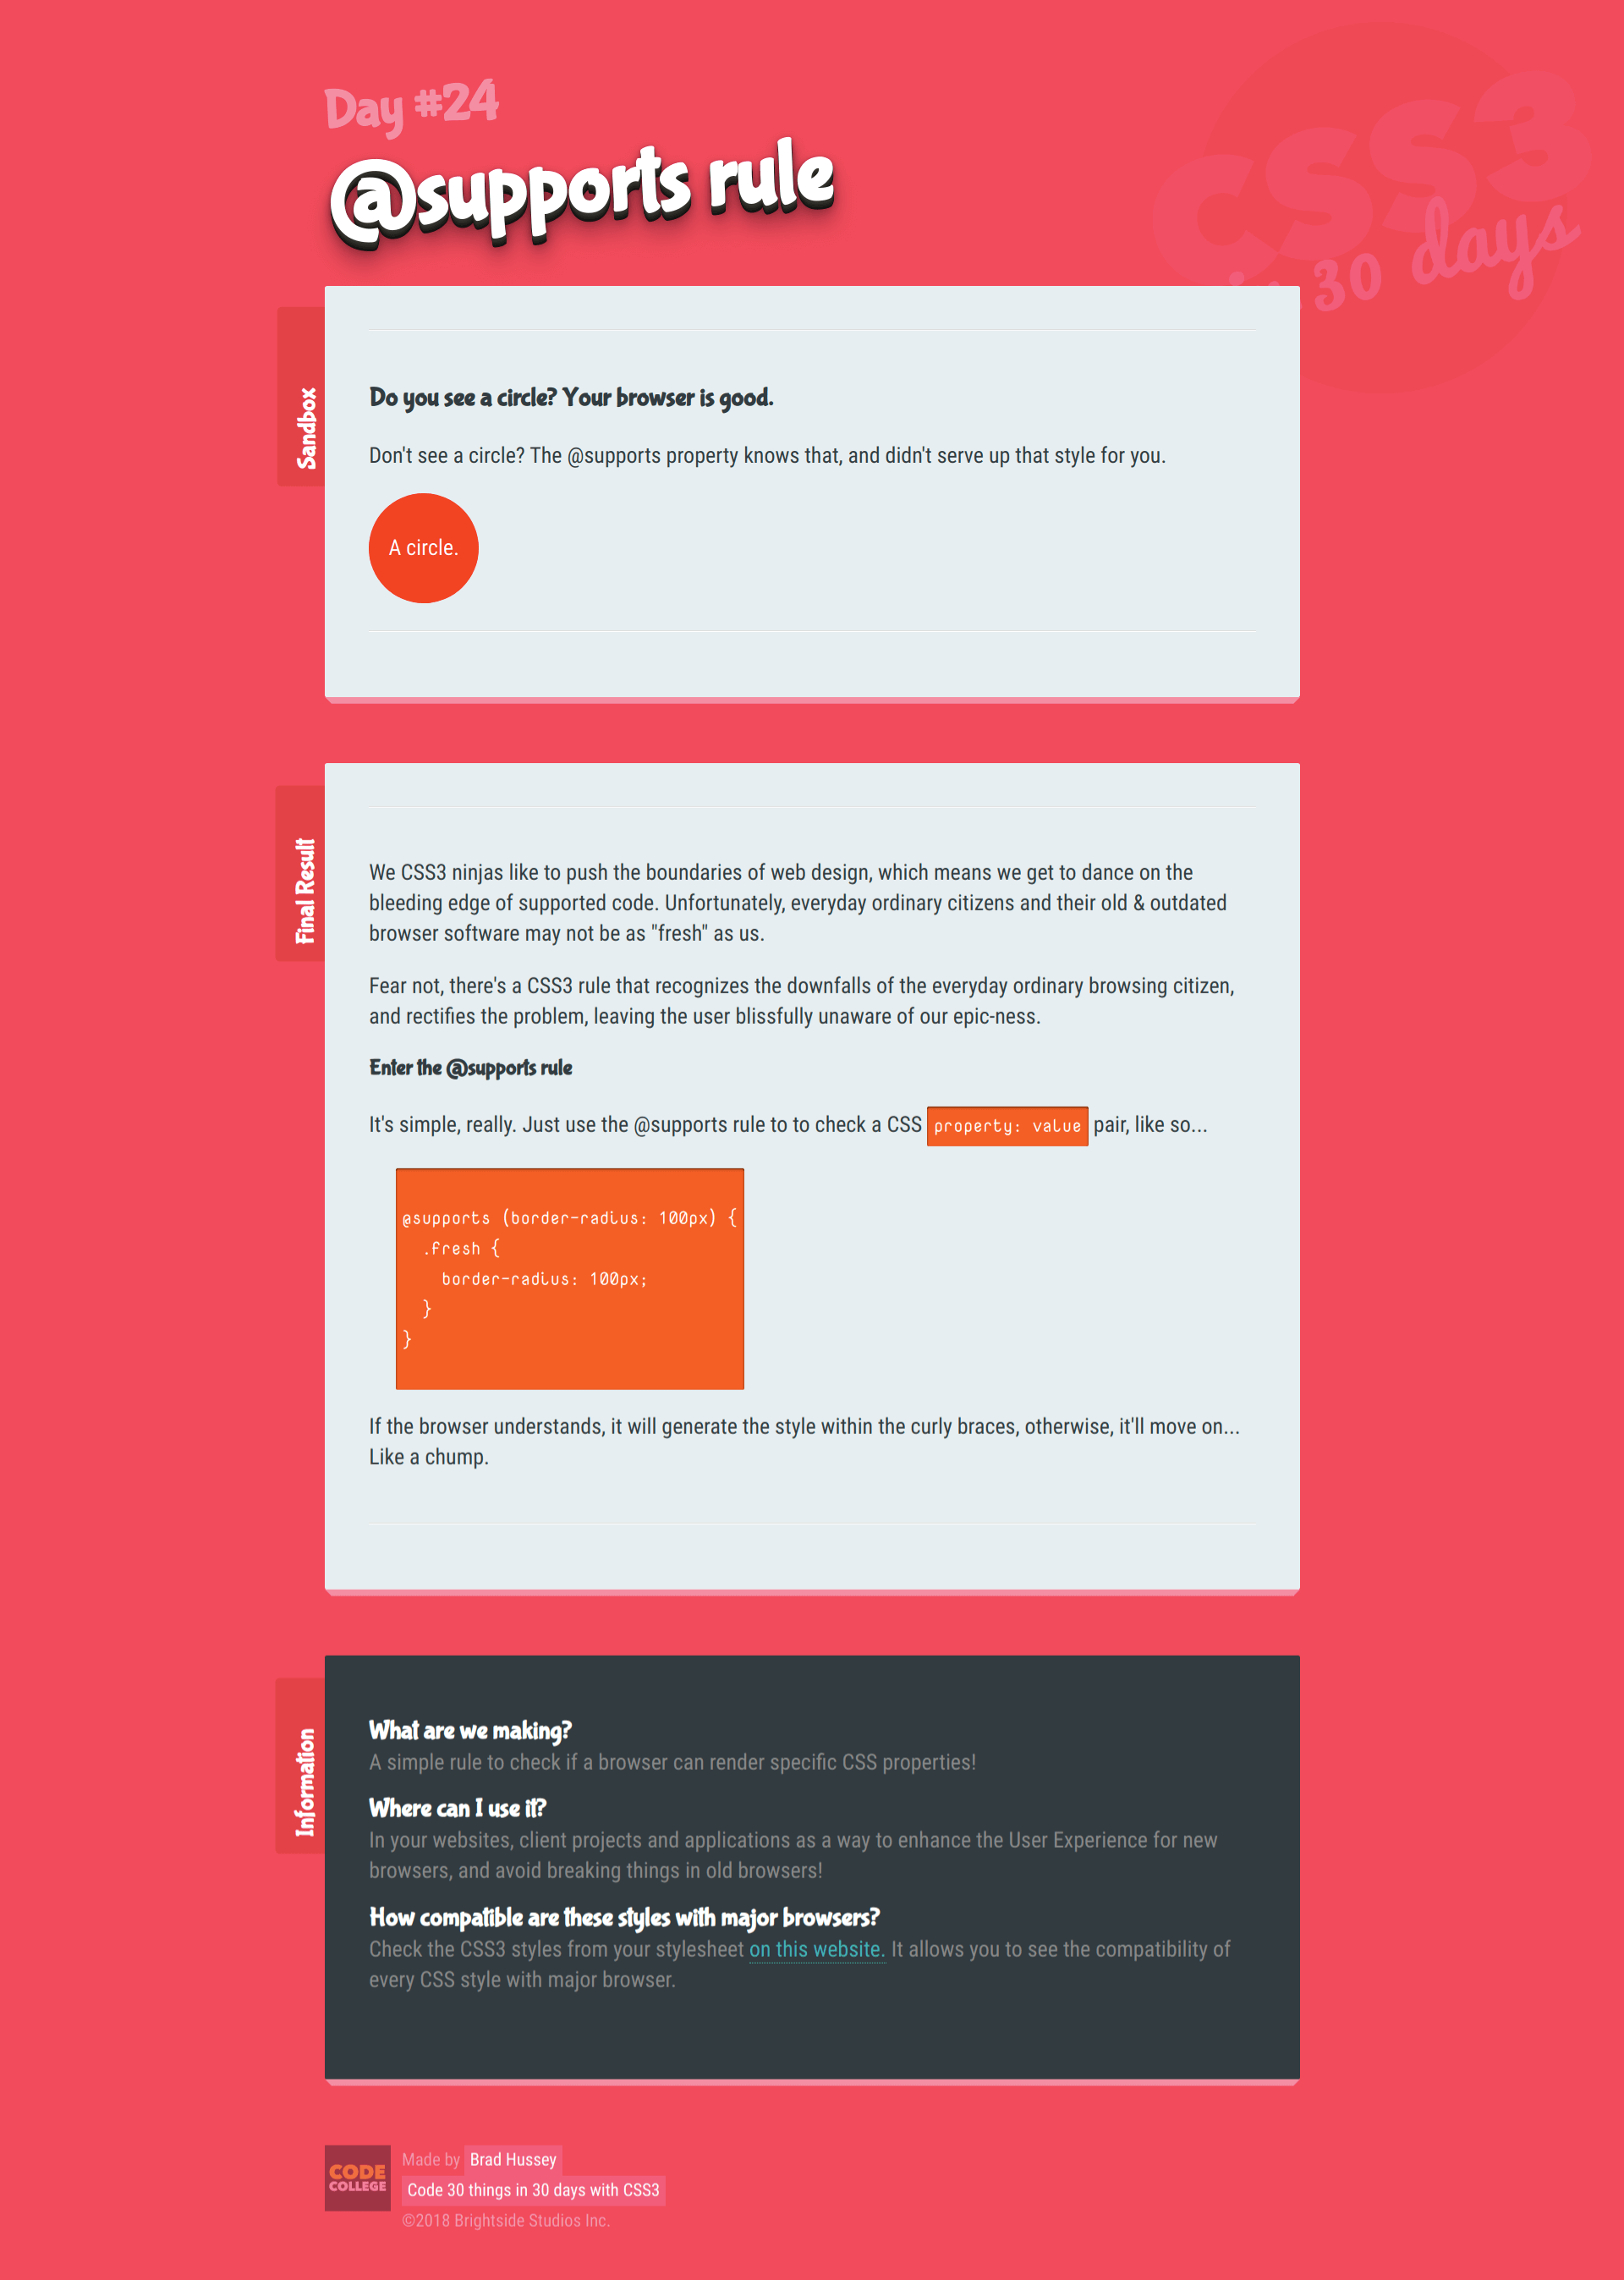 Day #24
@supports rule
css3
30 days
Sandbox
Do you see a circle? Your browser is good.
Don't see a circle? The @supports property knows that, and didn't serve up that style for you.
A circle.
Final Result
We CSS3 ninjas like to push the boundaries of web design, which means we get to dance on the
bleeding edge of supported code. Unfortunately, everyday ordinary citizens and their old & outdated
browser software may not be as "fresh" as us.
Fear not, there's a CSS3 rule that recognizes the downfalls of the everyday ordinary browsing citizen,
and rectifies the problem, leaving the user blissfully unaware of our epic-ness.
Enter the @supports rule
It's simple, really. Just use the @supports rule to to check a CSS property: value pair, like so...
@supports (border-radius: 100px) {
.fresh {
border-radius: 100px;
}
}
If the browser understands, it will generate the style within the curly braces, otherwise, it'll move on...
Like a chump.
Information
What are we making?
A simple rule to check if a browser can render specific CSS properties!
Where can I use it?
In your websites, client projects and applications as a way to enhance the User Experience for new
browsers, and avoid breaking things in old browsers!
How compatible are these styles with major browsers?
Check the CSS3 styles from your stylesheet on this website. It allows you to see the compatibility of
every CSS style with major browser.
CODE
COLLEGE
Made by Brad Hussey
Code 30 things in 30 days with CSS3
©2018 Brightside Studios Inc.